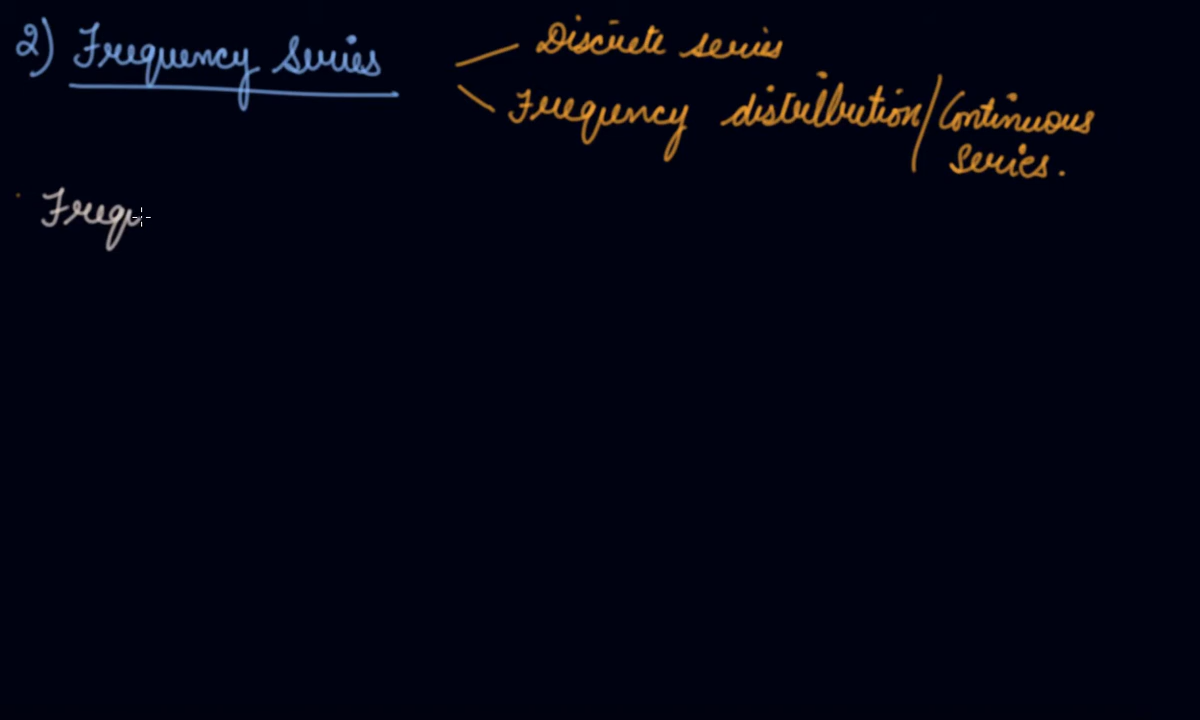 2) Frequency Series
Discrete series
Frequency distribution/Continuous
series.
Frequ